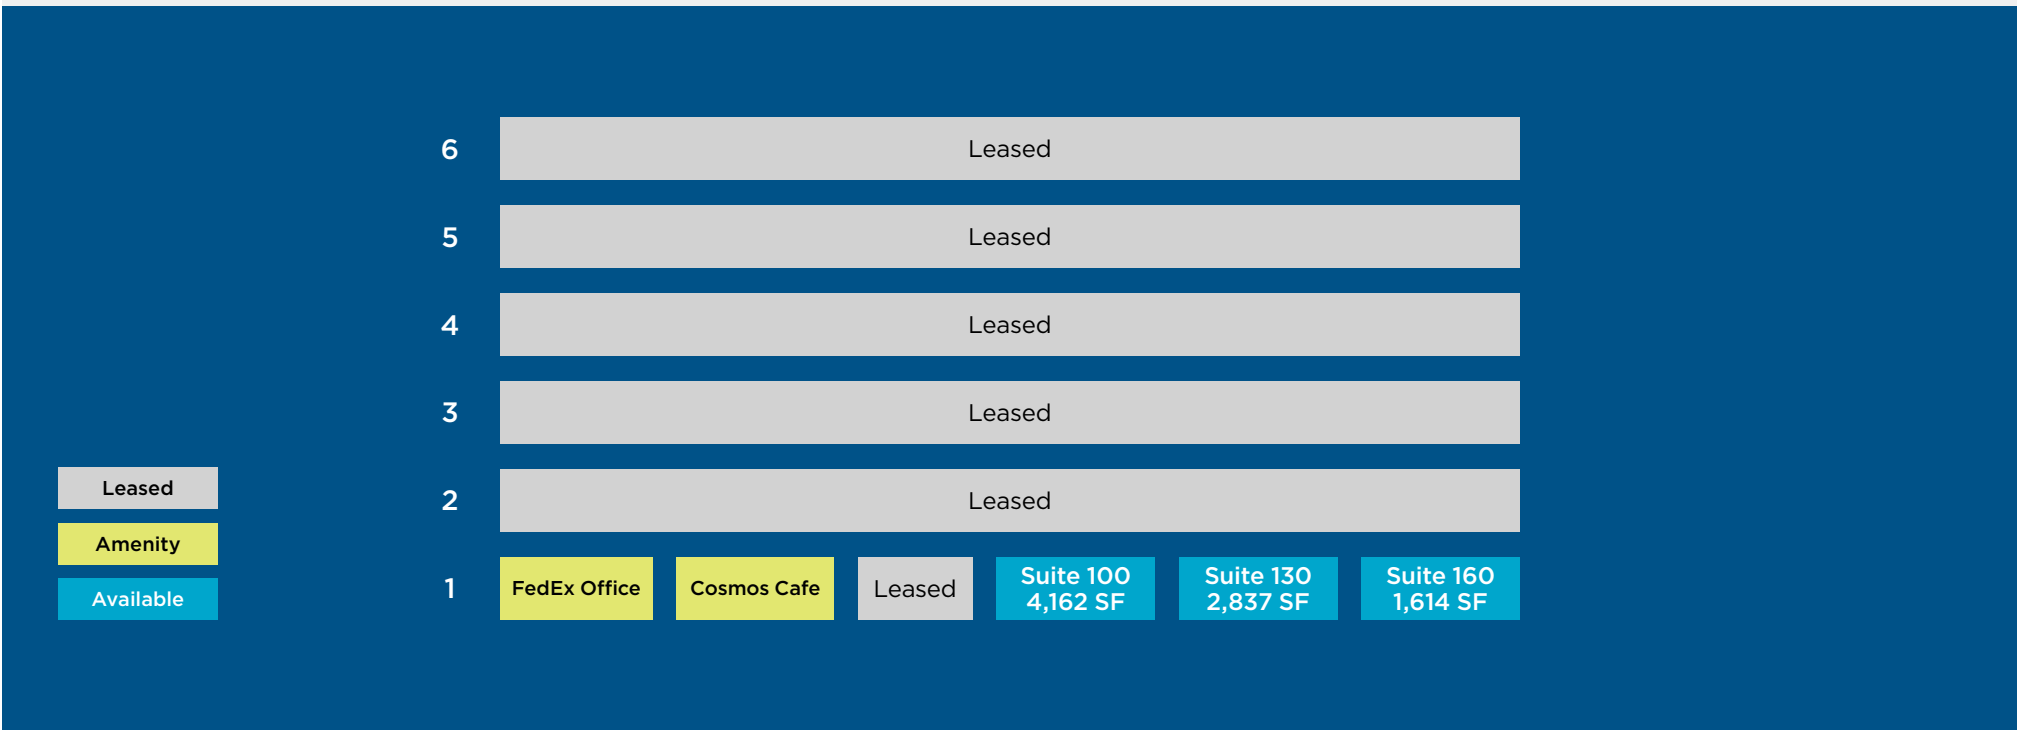 6
Leased
5
Leased
4
Leased
3
Leased
2
Leased
1
FedEx Office
Cosmos Cafe
Leased
Suite 100
4,162 SF
Suite 130
2,837 SF
Suite 160
1,614 SF
Leased
Amenity
Available